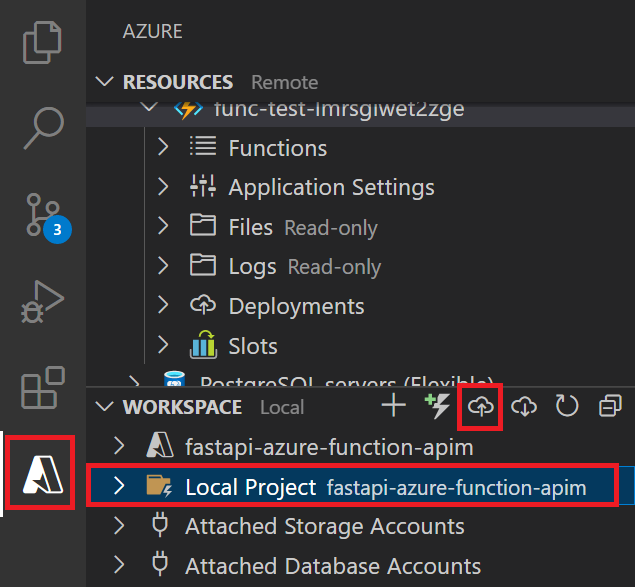 AZURE
RESOURCES Remote
func-test-lmrsgiwet2zge
Functions
Application Settings
Files Read-only
Logs Read-only
3
Deployments
Slots
PostgreSQL servers (Flexible)
WORKSPACE Local
fastapi-azure-function-apim
Local Project fastapi-azure-function-apim
Attached Storage Accounts
Attached Database Accounts